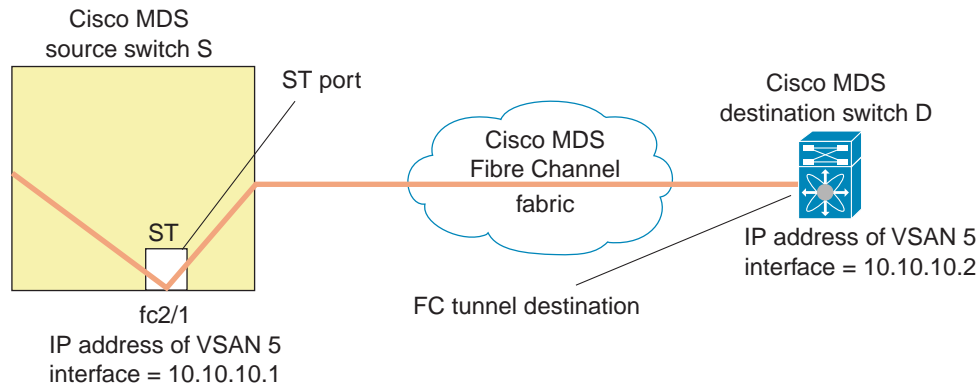 Cisco MDS
source switch S
ST port
Cisco MDS
destination switch D
Cisco MDS
Fibre Channel
fabric
ST
IP address of VSAN 5
interface = 10.10.10.2
FC tunnel destination
fc2/1
IP address of VSAN 5
interface = 10.10.10.1